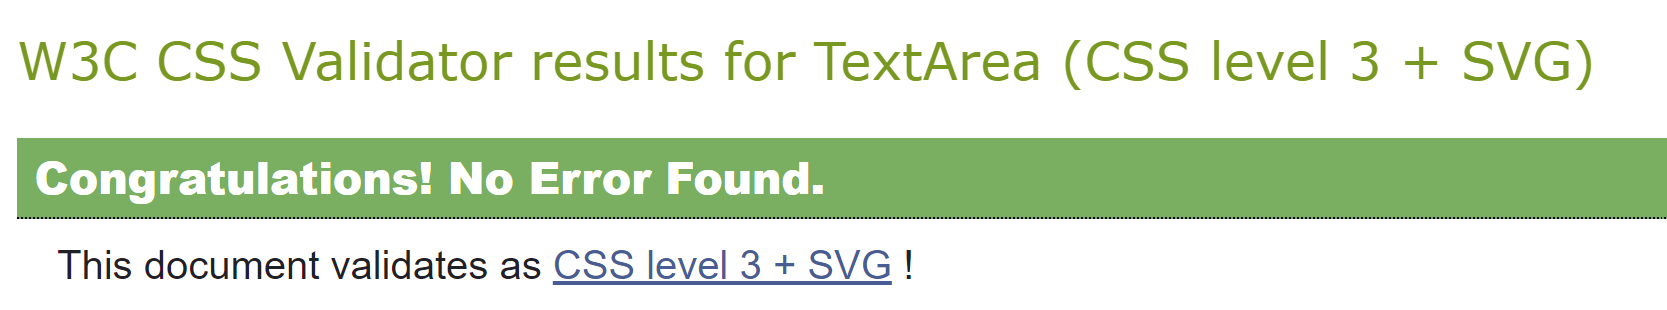 W3C CSS Validator results for TextArea (CSS level 3 + SVG)
Congratulations! No Error Found.
This document validates as CSS level 3 + SVG !